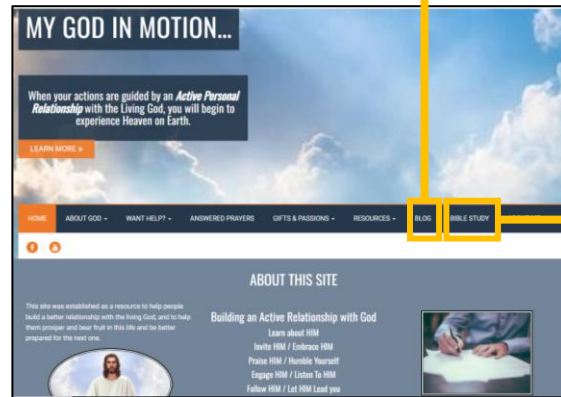 MY GOD IN MOTION...
When your actions are guided by an Active Personal
Relationship with the Living God, you will begin to
experience Heaven on Earth.
LEARN MORE »
HOME ABOUT GOD WANT HELP? ANSWERED PRAYERS GIFTS & PASSIONS RESOURCES BLOG BIBLE STUDY
ABOUT THIS SITE
This site was established as a resource to help people
build a better relationship with the living God, and to help
them prosper and bear fruit in this life and be better
prepared for the next one.
Building an Active Relationship with God
Learn about HIM
Invite HIM / Embrace HIM
Praise HIM / Humble Yourself
Engage HIM / Listen To HIM
Follow HIM / Let HIM Lead you